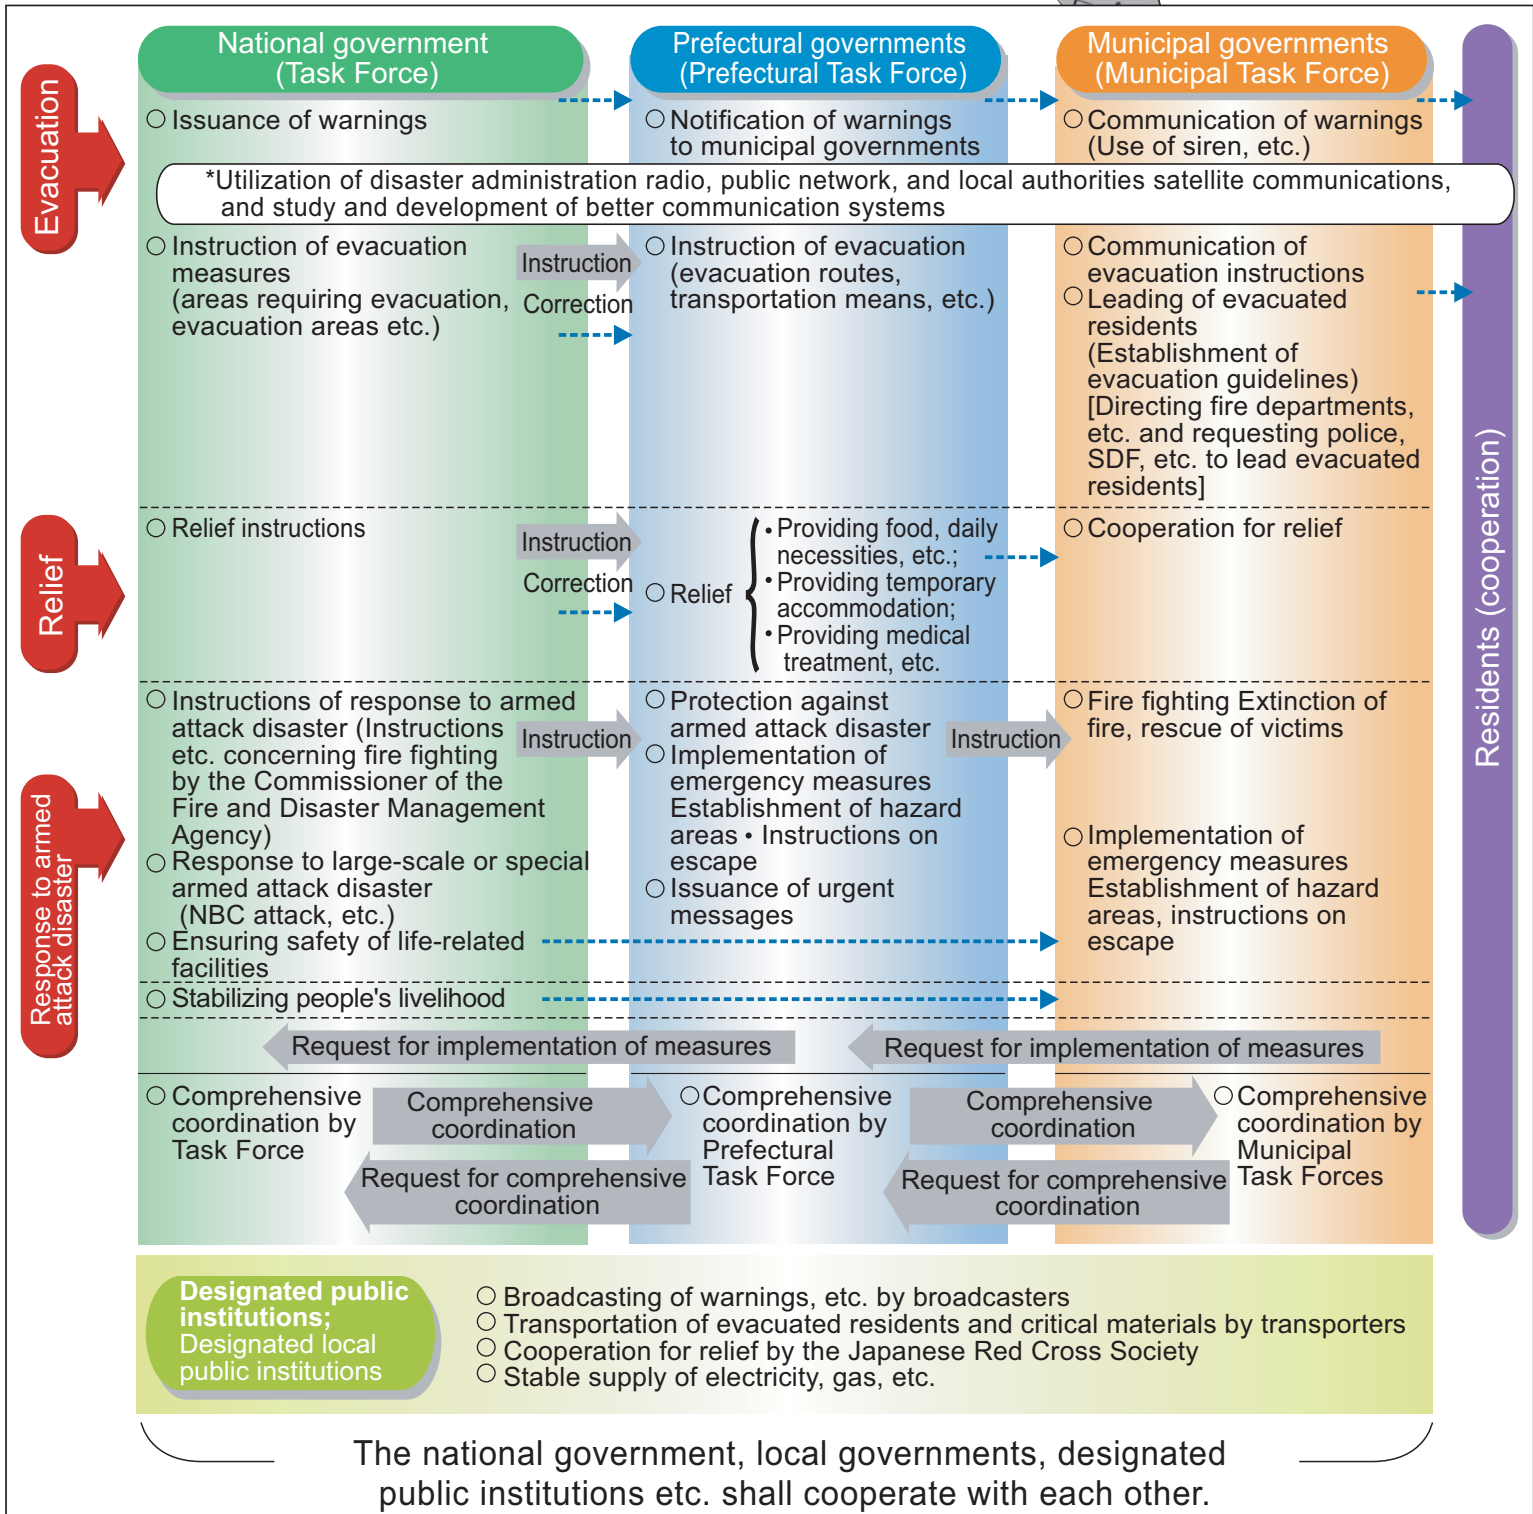 National government
(Task Force)
Prefectural governments
(Prefectural Task Force)
Municipal governments
(Municipal Task Force)
Evacuation
○ Issuance of warnings
○ Notification of warnings
to municipal governments
○ Communication of warnings
(Use of siren, etc.)
*Utilization of disaster administration radio, public network, and local authorities satellite communications,
and study and development of better communication systems
○ Instruction of evacuation
measures
(areas requiring evacuation,
evacuation areas etc.)
Instruction
Correction
○ Instruction of evacuation
(evacuation routes,
transportation means, etc.)
○ Communication of
evacuation instructions
○ Leading of evacuated
residents
(Establishment of
evacuation guidelines)
[Directing fire departments,
etc. and requesting police,
SDF, etc. to lead evacuated
residents]
Residents (cooperation)
Relief
○ Relief instructions
Instruction
Correction
○ Relief
• Providing food, daily
necessities, etc.;
• Providing temporary
accommodation;
• Providing medical
treatment, etc.
○ Cooperation for relief
Response to armed
attack disaster
○ Instructions of response to armed
attack disaster (Instructions
etc. concerning fire fighting
by the Commissioner of the
Fire and Disaster Management
Agency)
○ Response to large-scale or special
armed attack disaster
(NBC attack, etc.)
○ Ensuring safety of life-related
facilities
Instruction
○ Protection against
armed attack disaster
○ Implementation of
emergency measures
Establishment of hazard
areas • Instructions on
escape
○ Issuance of urgent
messages
Instruction
○ Fire fighting Extinction of
fire, rescue of victims
○ Implementation of
emergency measures
Establishment of hazard
areas, instructions on
escape
○ Stabilizing people's livelihood
Request for implementation of measures
Request for implementation of measures
○ Comprehensive
coordination by
Task Force
Comprehensive
coordination
Request for comprehensive
coordination
○ Comprehensive
coordination by
Prefectural
Task Force
Comprehensive
coordination
Request for comprehensive
coordination
○ Comprehensive
coordination by
Municipal
Task Forces
Designated public
institutions;
Designated local
public institutions
○ Broadcasting of warnings, etc. by broadcasters
○ Transportation of evacuated residents and critical materials by transporters
○ Cooperation for relief by the Japanese Red Cross Society
○ Stable supply of electricity, gas, etc.
The national government, local governments, designated
public institutions etc. shall cooperate with each other.